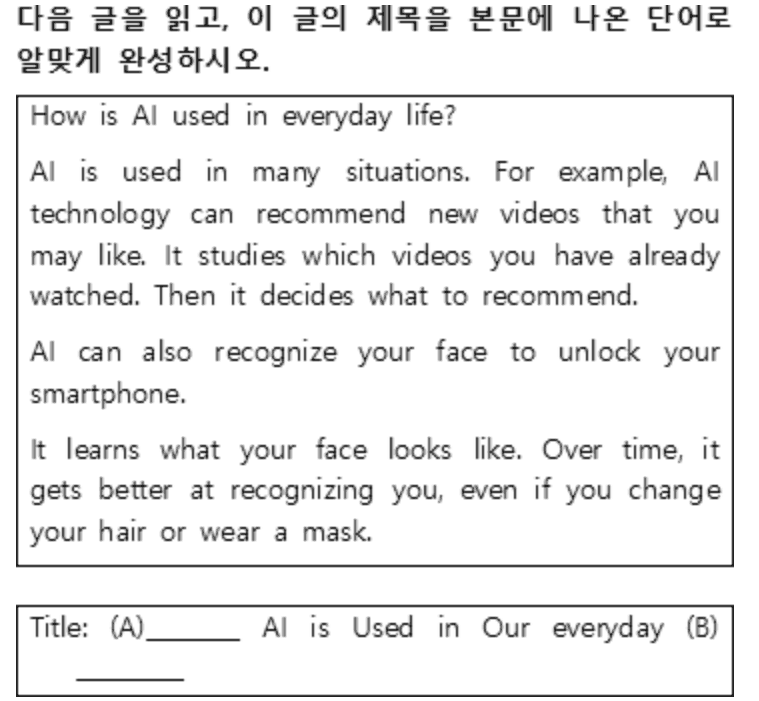 다음 글을 읽고, 이 글의 제목을 본문에 나온 단어로
알맞게 완성하시오.
How is AI used in everyday life?
AI is used in many situations. For example, AI
technology can recommend new videos that you
may like. It studies which videos you have already
watched. Then it decides what to recommend.
AI can also recognize your face to unlock your
smartphone.
It learns what your face looks like. Over time, it
gets better at recognizing you, even if you change
your hair or wear a mask.
Title: (A)_______ AI is Used in Our everyday (B)
________